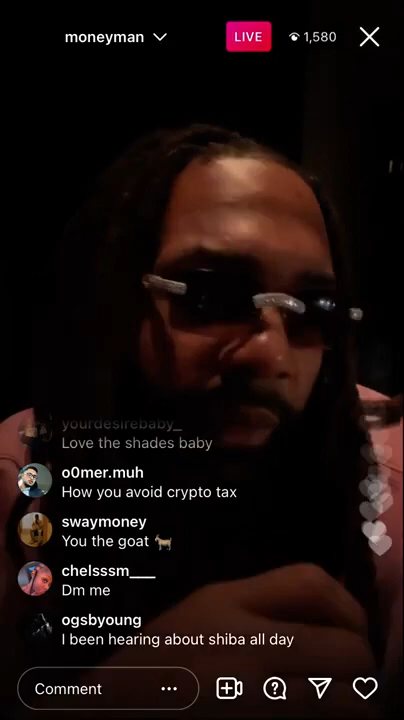 moneyman
LIVE
1,580
yourdesirebaby_
Love the shades baby
o0mer.muh
How you avoid crypto tax
swaymoney
You the goat 🐐
chelsssm___
Dm me
ogsbyoung
I been hearing about shiba all day
Comment